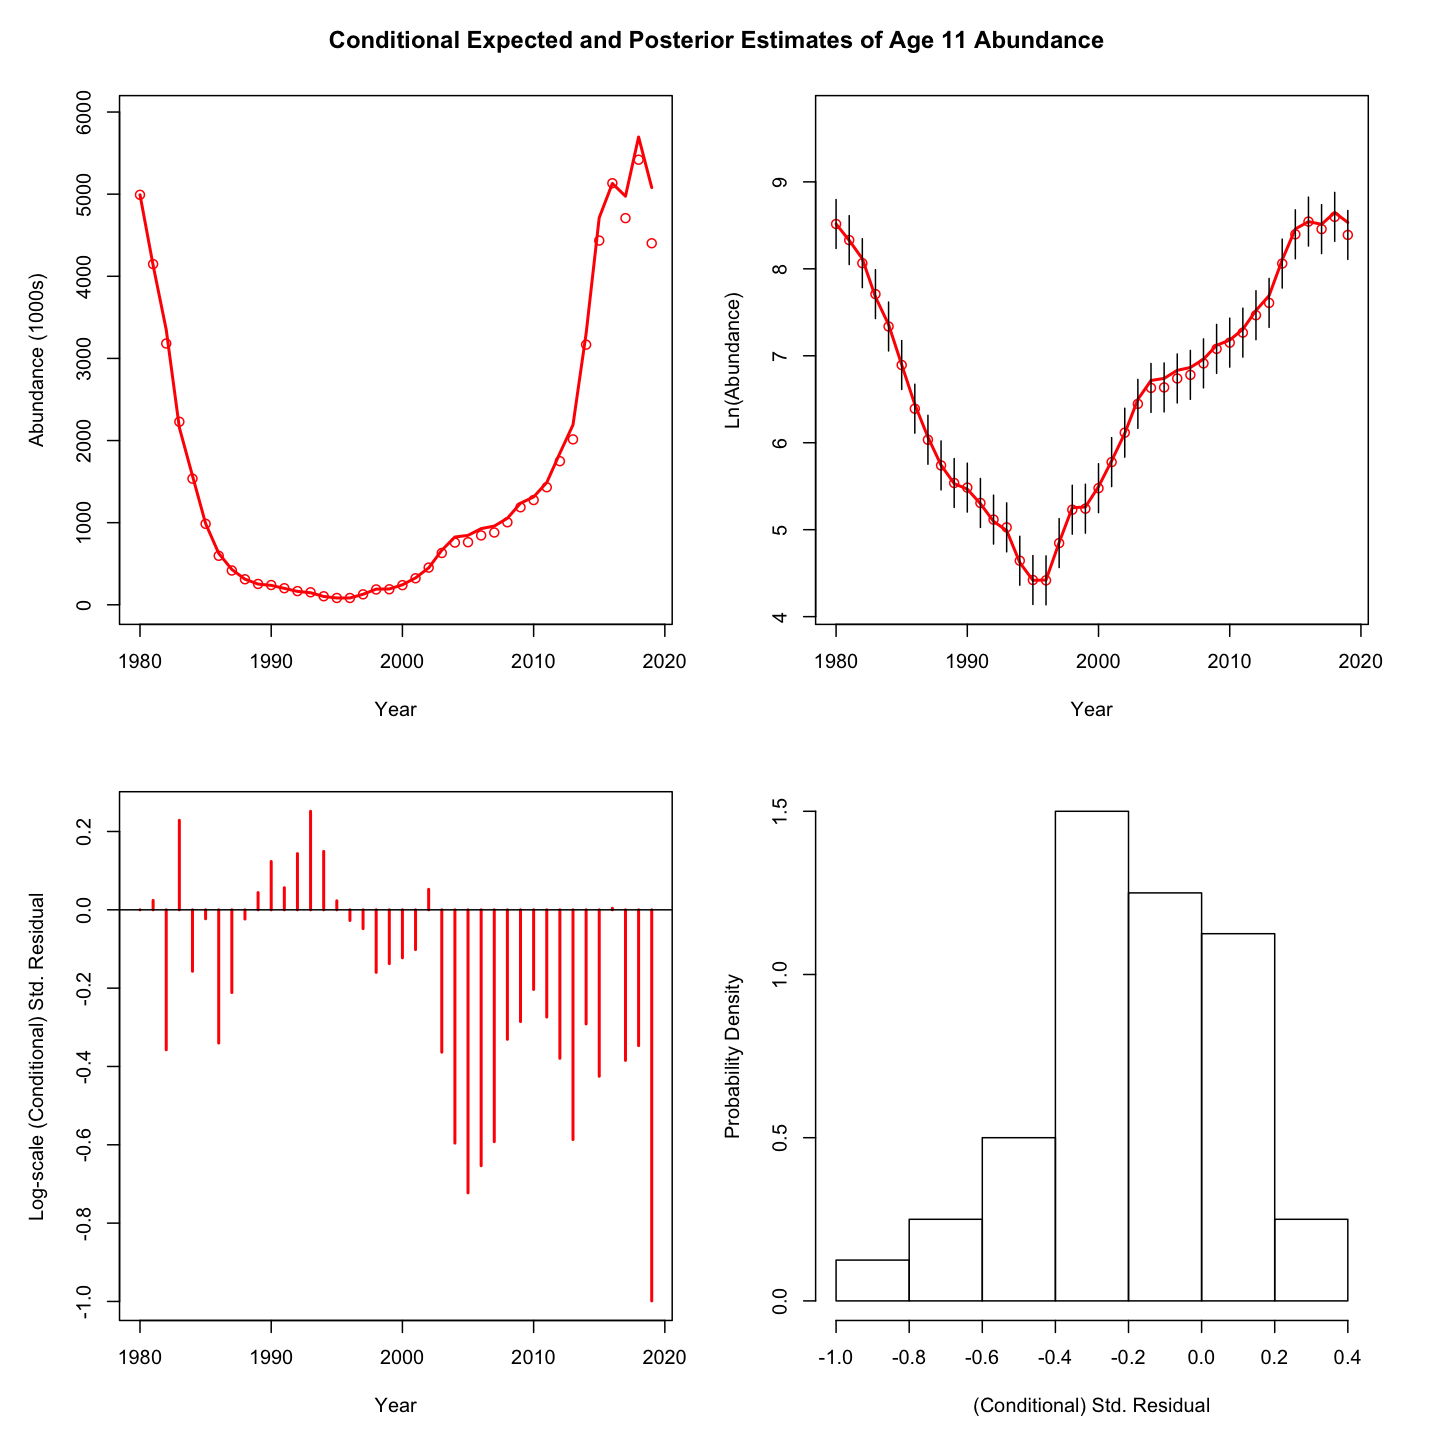 Conditional Expected and Posterior Estimates of Age 11 Abundance
Abundance (1000s)
6000
5000
4000
3000
2000
1000
0
1980 1990 2000 2010 2020
Year
Ln(Abundance)
9
8
7
6
5
4
1980 1990 2000 2010 2020
Year
Log-scale (Conditional) Std. Residual
0.2
0.0
-0.2
-0.4
-0.6
-0.8
-1.0
1980 1990 2000 2010 2020
Year
Probability Density
1.5
1.0
0.5
0.0
-1.0 -0.8 -0.6 -0.4 -0.2 0.0 0.2 0.4
(Conditional) Std. Residual